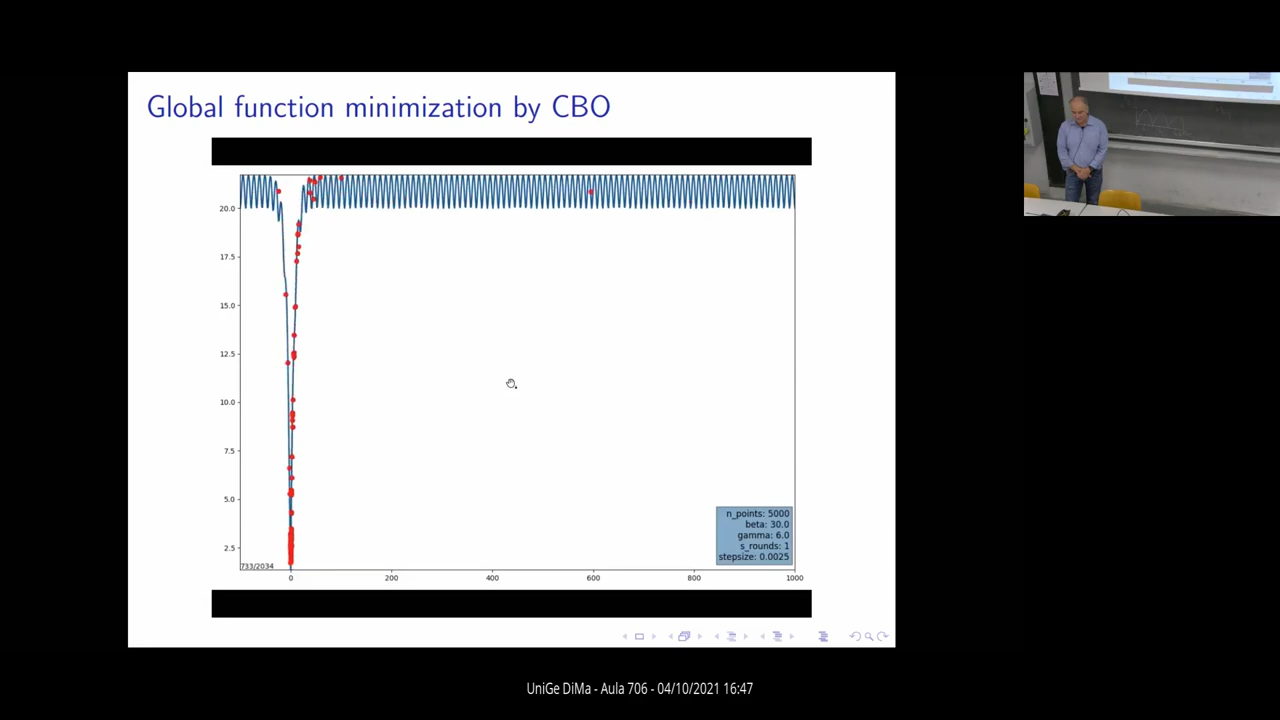 Global function minimization by CBO
20.0
17.5
15.0
12.5
10.0
7.5
5.0
2.5
n_points: 5000
beta: 30.0
gamma: 6.0
s_rounds: 1
stepsize: 0.0025
733/2034
0 200 400 600 800 1000
UniGe DiMa - Aula 706 - 04/10/2021 16:47